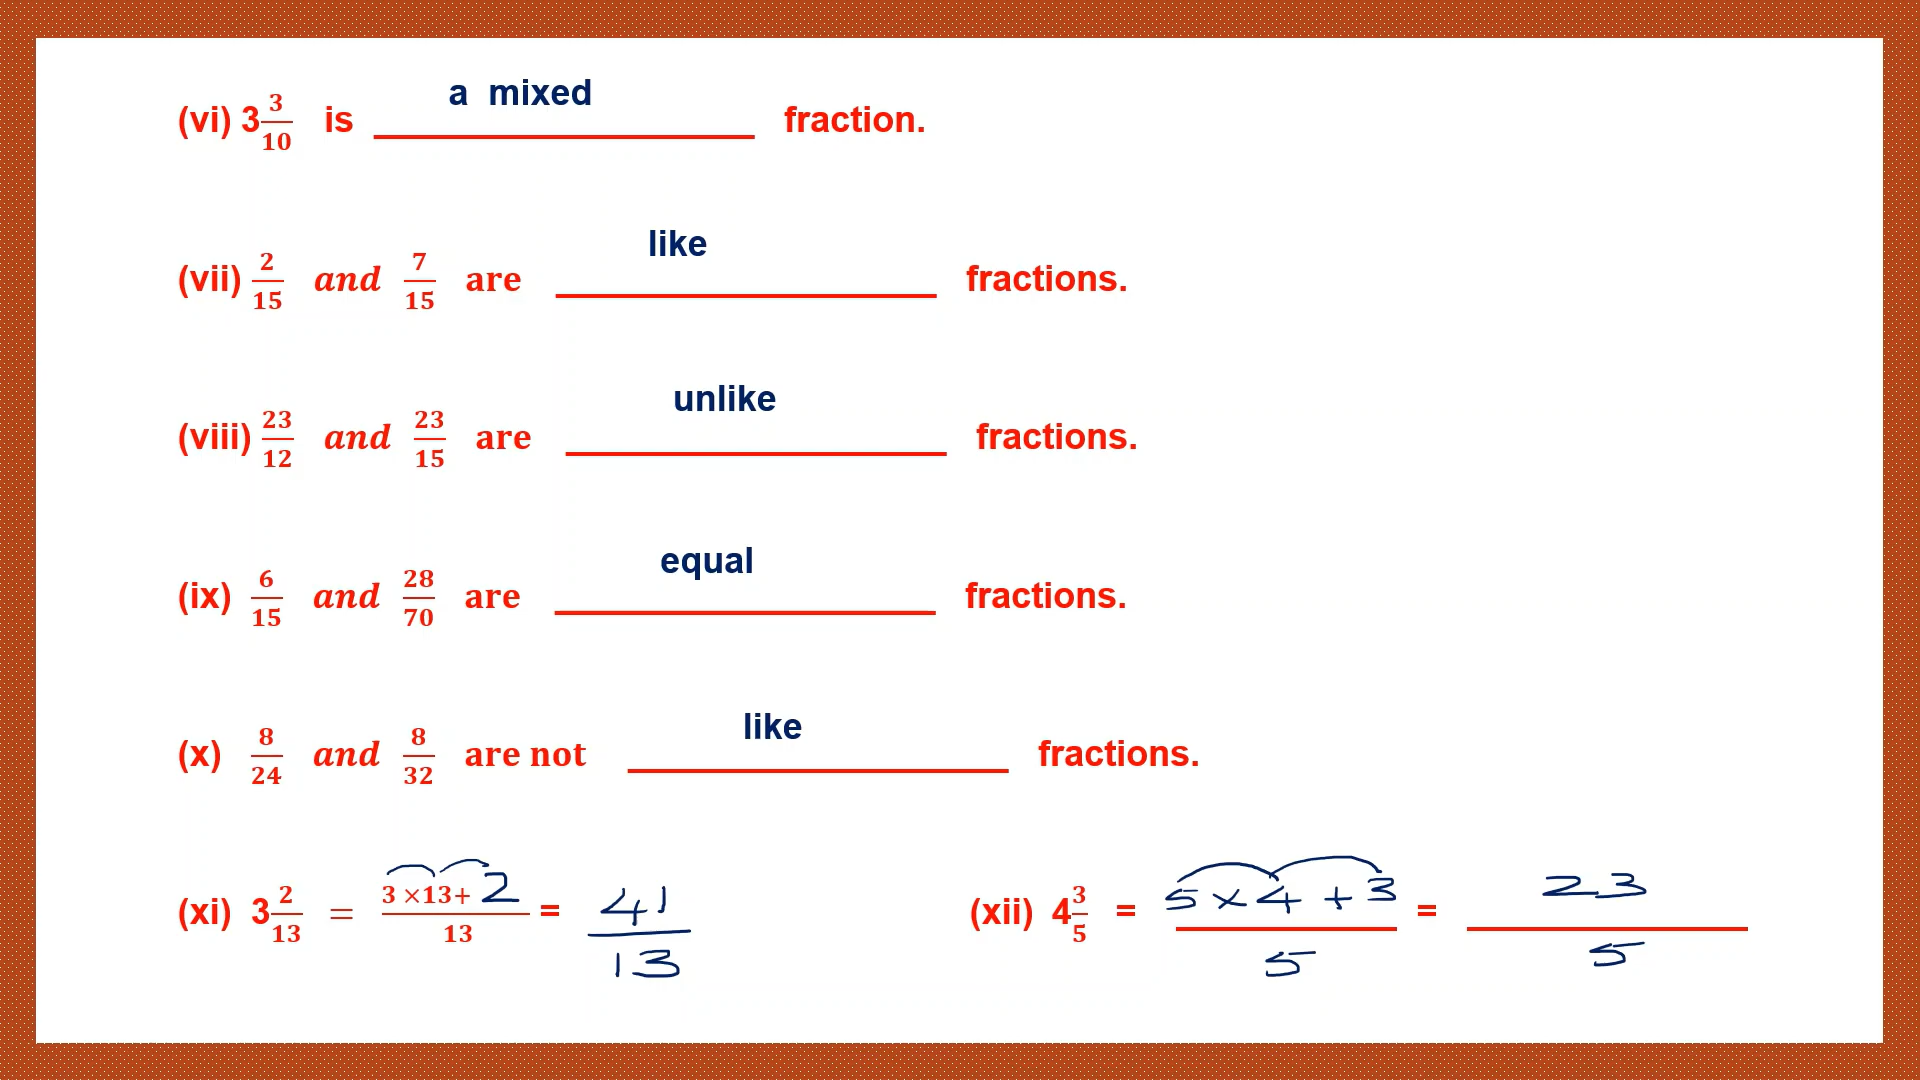 (vi) 3 3/10 is a mixed fraction.
(vii) 2/15 and 7/15 are like fractions.
(viii) 23/12 and 23/15 are unlike fractions.
(ix) 6/15 and 28/70 are equal fractions.
(x) 8/24 and 8/32 are not like fractions.
(xi) 3 2/13 = 3 ×13+ 2/13 = 41/13 (xii) 4 3/5 = 5 × 4 + 3/5 = 23/5